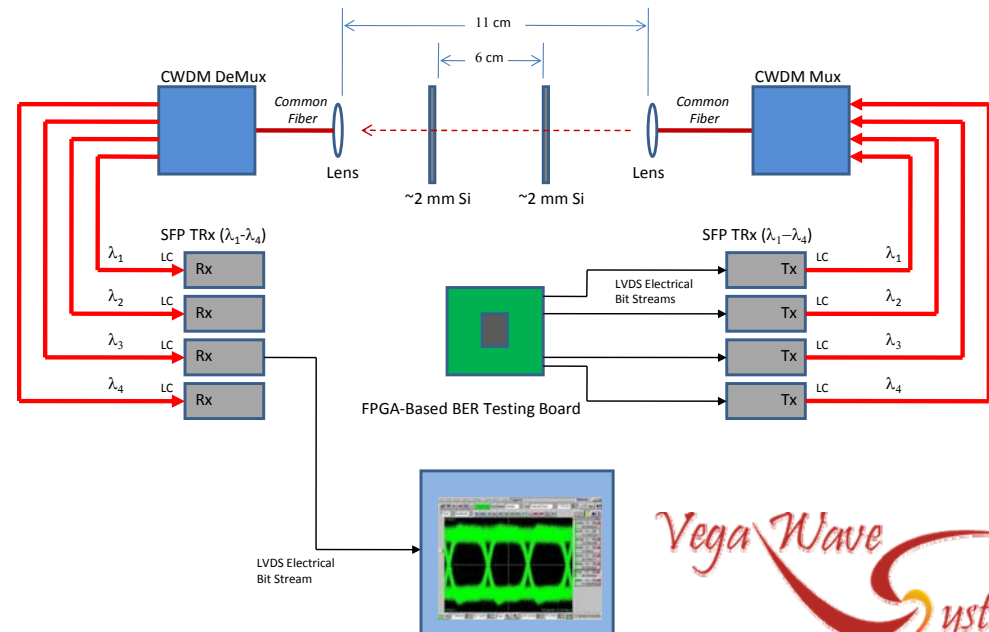 11 cm
6 cm
CWDM DeMux
CWDM Mux
Common
Fiber
Common
Fiber
Lens
Lens
~2 mm Si
~2 mm Si
SFP TRx (λ1-λ4)
SFP TRx (λ1–λ4)
λ1
LC
Rx
Tx
LC
λ1
LVDS Electrical
Bit Streams
λ2
LC
Rx
Tx
LC
λ2
λ3
LC
Rx
Tx
LC
λ3
λ4
LC
Rx
Tx
LC
λ4
FPGA-Based BER Testing Board
LVDS Electrical
Bit Stream
Vega Wave
Syst